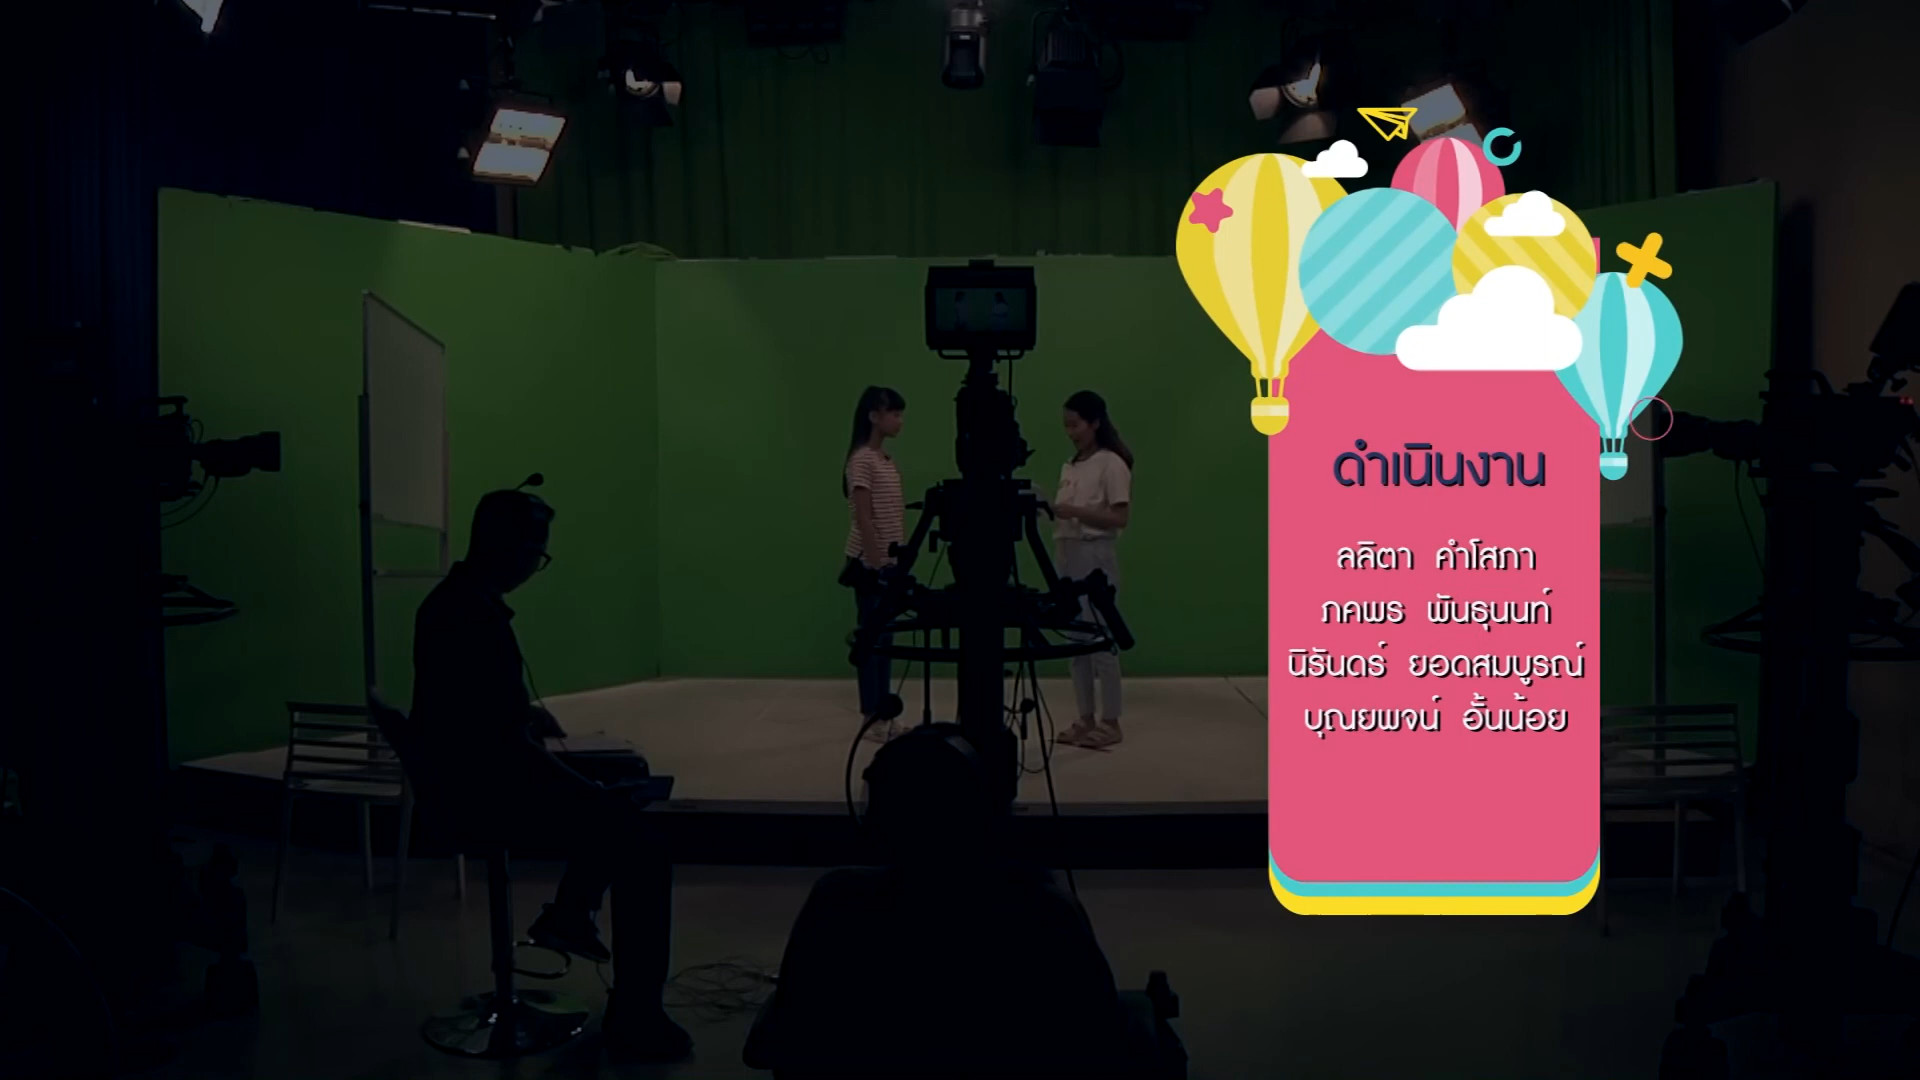 ดำเนินงาน
ลลิตา คำโสภา
ภคพร พันธุนนท์
นิรันดร์ ยอดสมบูรณ์
บุณยพจน์ อั้นน้อย